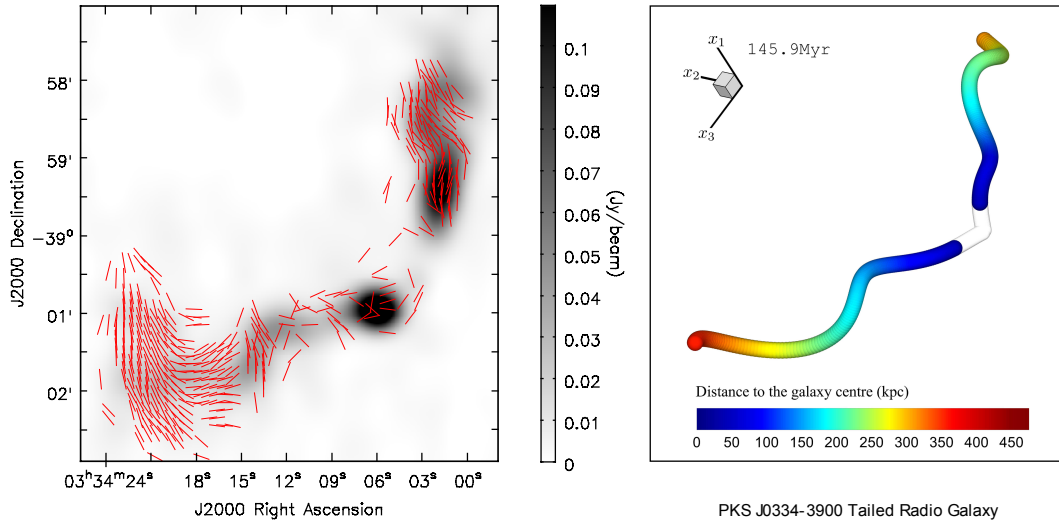 58'
59'
−39°
01'
02'
J2000 Declination
03ʰ34ᵐ24ˢ
18ˢ
15ˢ
12ˢ
09ˢ
06ˢ
03ˢ
00ˢ
J2000 Right Ascension
0.1
0.09
0.08
0.07
0.06
0.05
0.04
0.03
0.02
0.01
0
(Jy/beam)
x₁
x₂
x₃
145.9Myr
Distance to the galaxy centre (kpc)
0 50 100 150 200 250 300 350 400 450
PKS J0334-3900 Tailed Radio Galaxy